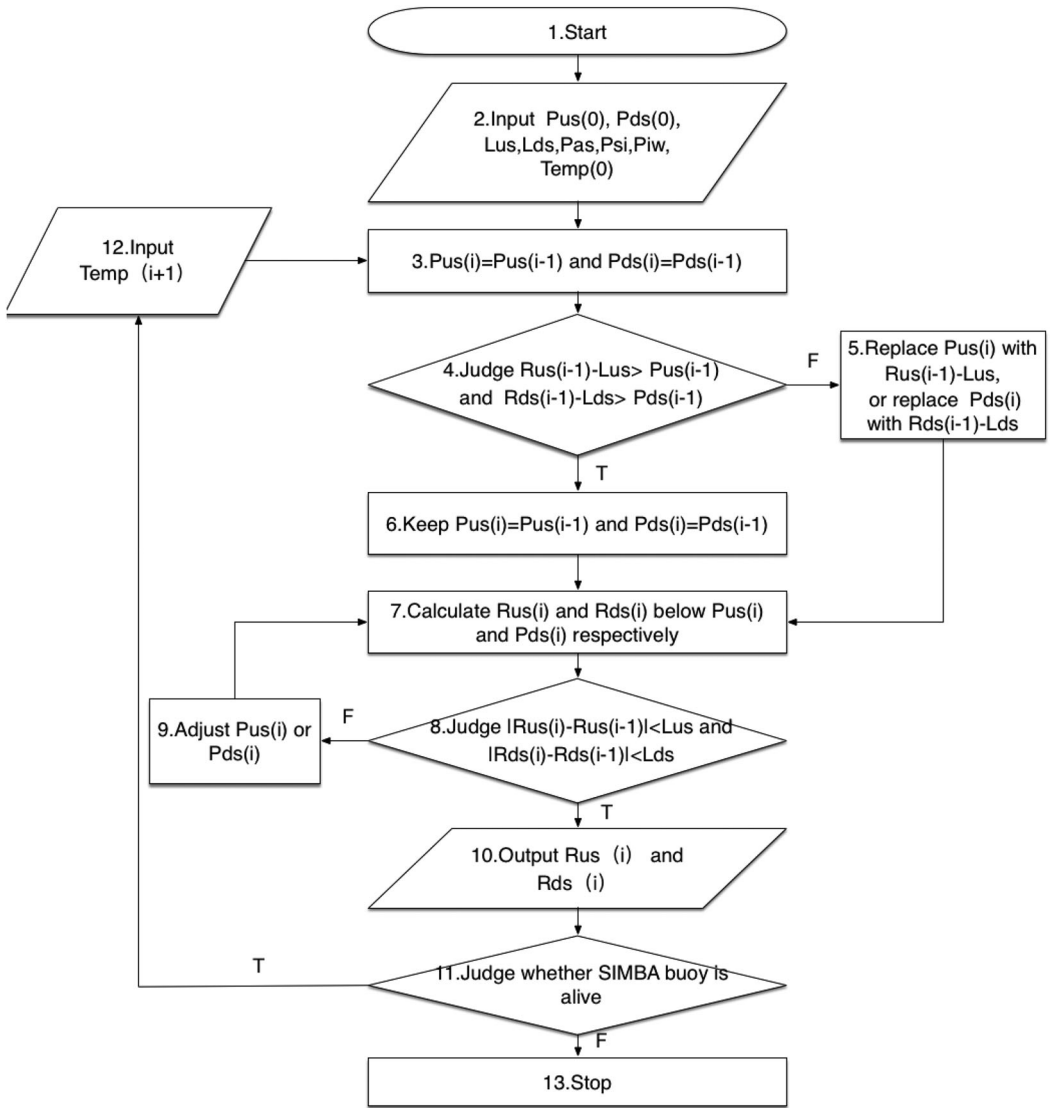 1.Start
2.Input Pus(0), Pds(0),
Lus,Lds,Pas,Psi,Piw,
Temp(0)
12.Input
Temp（i+1）
3.Pus(i)=Pus(i-1) and Pds(i)=Pds(i-1)
4.Judge Rus(i-1)-Lus> Pus(i-1)
and Rds(i-1)-Lds> Pds(i-1)
F
5.Replace Pus(i) with
Rus(i-1)-Lus,
or replace Pds(i)
with Rds(i-1)-Lds
T
6.Keep Pus(i)=Pus(i-1) and Pds(i)=Pds(i-1)
7.Calculate Rus(i) and Rds(i) below Pus(i)
and Pds(i) respectively
8.Judge |Rus(i)-Rus(i-1)|<Lus and
|Rds(i)-Rds(i-1)|<Lds
F
9.Adjust Pus(i) or
Pds(i)
T
10.Output Rus（i） and
Rds（i）
11.Judge whether SIMBA buoy is
alive
T
F
13.Stop